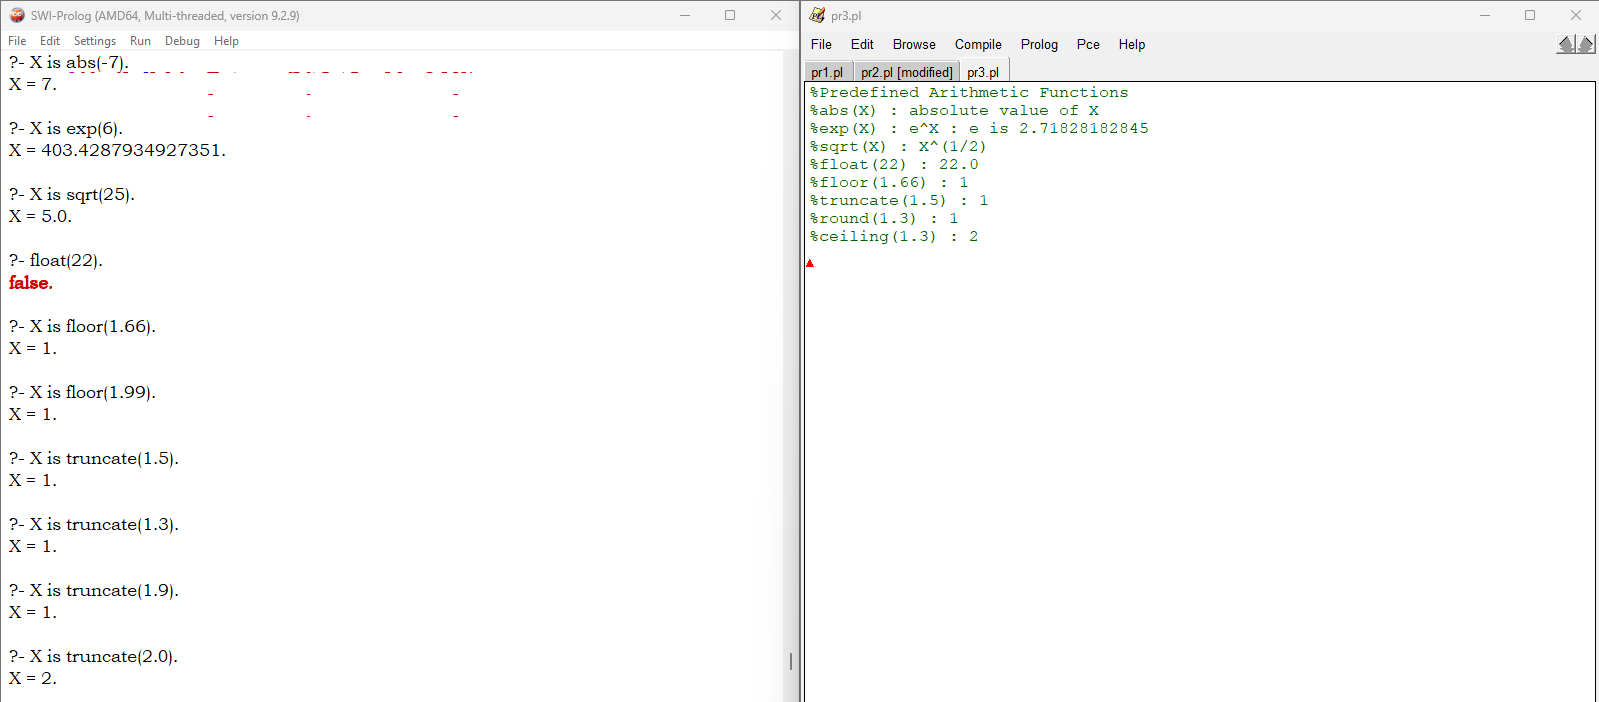 SWI-Prolog (AMD64, Multi-threaded, version 9.2.9)
File Edit Settings Run Debug Help
?- X is abs(-7).
X = 7.
?- X is exp(6).
X = 403.4287934927351.
?- X is sqrt(25).
X = 5.0.
?- float(22).
false.
?- X is floor(1.66).
X = 1.
?- X is floor(1.99).
X = 1.
?- X is truncate(1.5).
X = 1.
?- X is truncate(1.3).
X = 1.
?- X is truncate(1.9).
X = 1.
?- X is truncate(2.0).
X = 2.
pr3.pl
File Edit Browse Compile Prolog Pce Help
pr1.pl pr2.pl [modified] pr3.pl
%Predefined Arithmetic Functions
%abs(X) : absolute value of X
%exp(X) : e^X : e is 2.71828182845
%sqrt(X) : X^(1/2)
%float(22) : 22.0
%floor(1.66) : 1
%truncate(1.5) : 1
%round(1.3) : 1
%ceiling(1.3) : 2